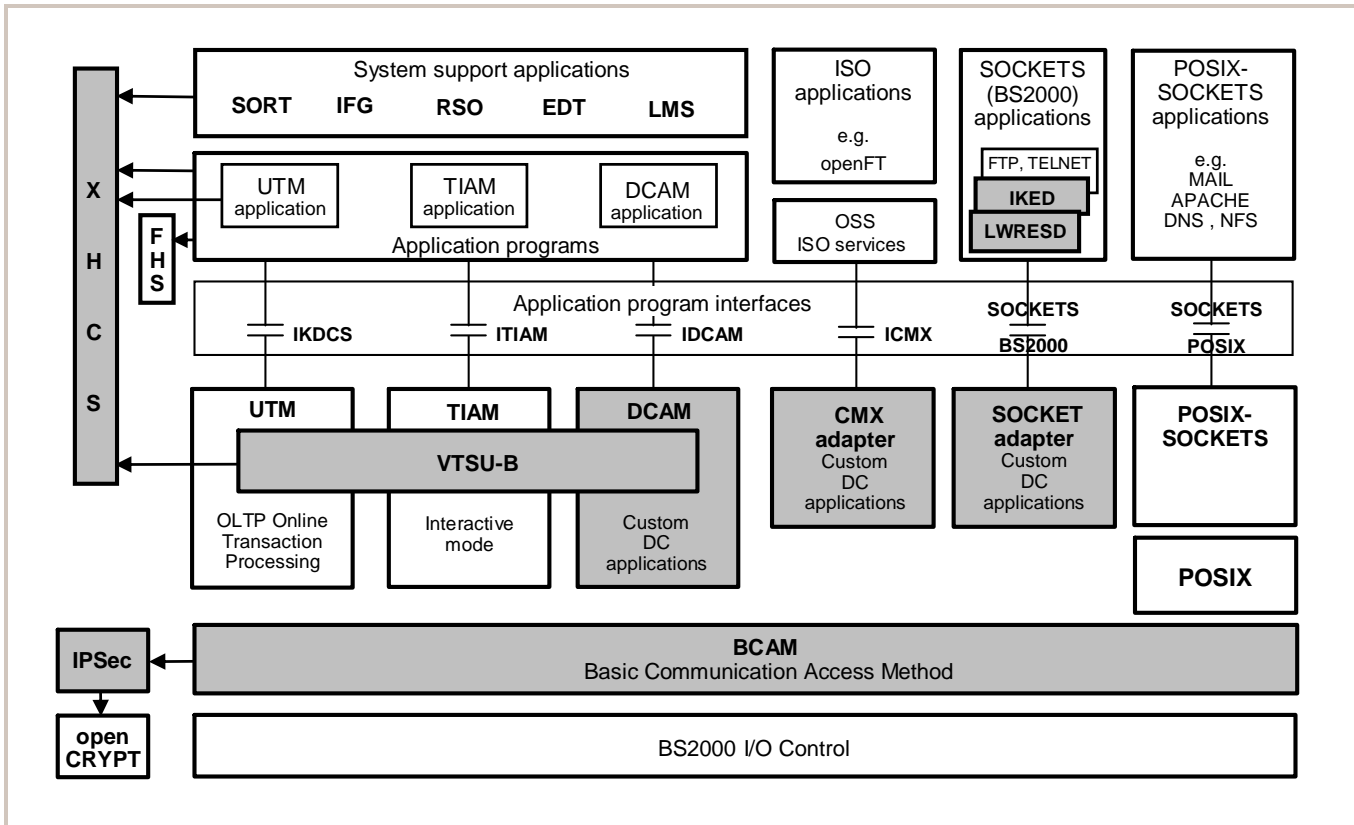 System support applications
SORT IFG RSO EDT LMS
ISO
applications
e.g.
openFT
SOCKETS
(BS2000)
applications
FTP, TELNET
IKED
LWRESD
POSIX-
SOCKETS
applications
e.g.
MAIL
APACHE
DNS , NFS
X
H
C
S
F
H
S
UTM
application
TIAM
application
DCAM
application
Application programs
OSS
ISO services
Application program interfaces
IKDCS
ITIAM
IDCAM
ICMX
SOCKETS
BS2000
SOCKETS
POSIX
UTM
TIAM
DCAM
VTSU-B
OLTP Online
Transaction
Processing
Interactive
mode
Custom
DC
applications
CMX
adapter
Custom
DC
applications
SOCKET
adapter
Custom
DC
applications
POSIX-
SOCKETS
POSIX
IPSec
BCAM
Basic Communication Access Method
open
CRYPT
BS2000 I/O Control